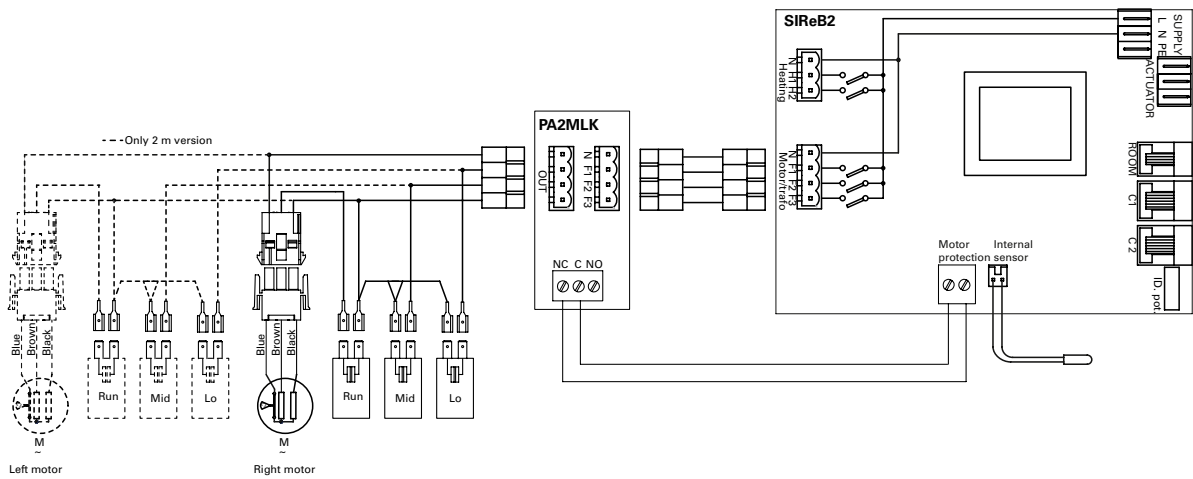 SIReB2
L N PE
SUPPLY
ACTUATOR
N H1 H2
Heating
PA2MLK
---Only 2 m version
OUT
N F1 F2 F3
N F1 F2 F3
Motor/trafo
ROOM
C1
C 2
ID. pot.
Motor protection
Internal sensor
NC C NO
Blue
Brown
Black
Run
Mid
Lo
Blue
Brown
Black
Run
Mid
Lo
M
~
Left motor
M
~
Right motor